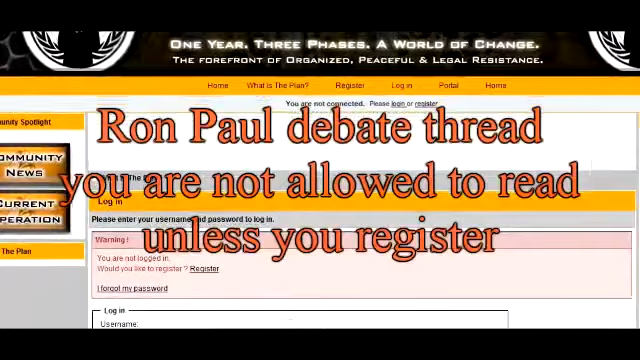 One Year. Three Phases. A World of Change.
The forefront of Organized, Peaceful & Legal Resistance.
Home What is The Plan? Register Log in Portal Home
You are not connected. Please login or register
Community Spotlight
Ron Paul debate thread
COMMUNITY
NEWS
you are not allowed to read
CURRENT
OPERATION
Log in
Please enter your username and password to log in.
unless you register
Warning !
The Plan
You are not logged in.
Would you like to register ? Register
I forgot my password
Log in
Username: